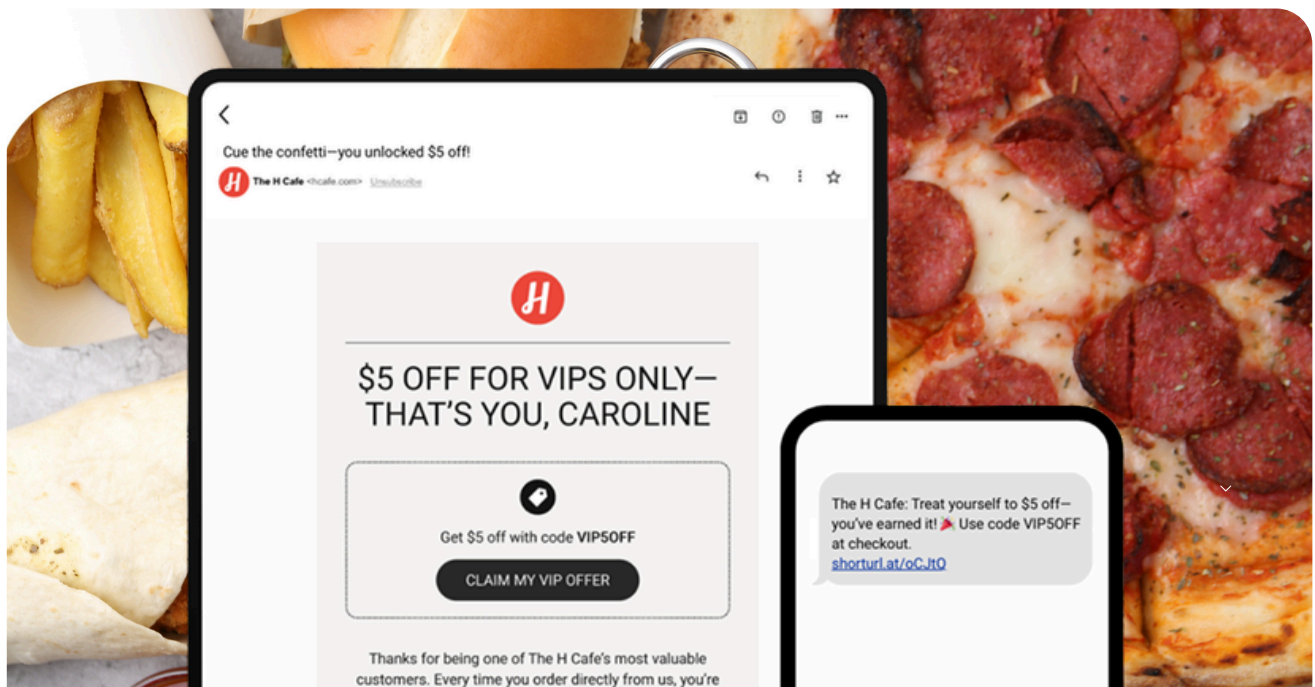 Cue the confetti—you unlocked $5 off!
H The H Cafe <hcafe.com> Unsubscribe
H
$5 OFF FOR VIPS ONLY—
THAT'S YOU, CAROLINE
Get $5 off with code VIP5OFF
CLAIM MY VIP OFFER
Thanks for being one of The H Cafe's most valuable
customers. Every time you order directly from us, you're
The H Cafe: Treat yourself to $5 off—
you've earned it! 🎉 Use code VIP5OFF
at checkout.
shorturl.at/oCJtQ